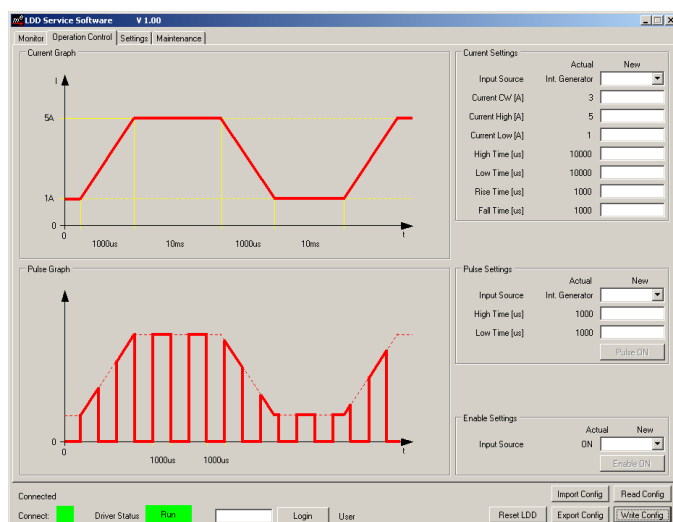 LDD Service Software V 1.00
Monitor Operation Control Settings Maintenance
Current Graph
I
5A
1A
0
0
1000us 10ms 1000us 10ms
t
Current Settings
Actual New
Input Source Int. Generator
Current CW [A] 3
Current High [A] 5
Current Low [A] 1
High Time [us] 10000
Low Time [us] 10000
Rise Time [us] 1000
Fall Time [us] 1000
Pulse Graph
0
0
1000us 1000us
t
Pulse Settings
Actual New
Input Source Int. Generator
High Time [us] 1000
Low Time [us] 1000
Pulse ON
Enable Settings
Actual New
Input Source ON
Enable ON
Connected
Import Config Read Config
Connect: Driver Status Run Login User Reset LDD Export Config Write Config